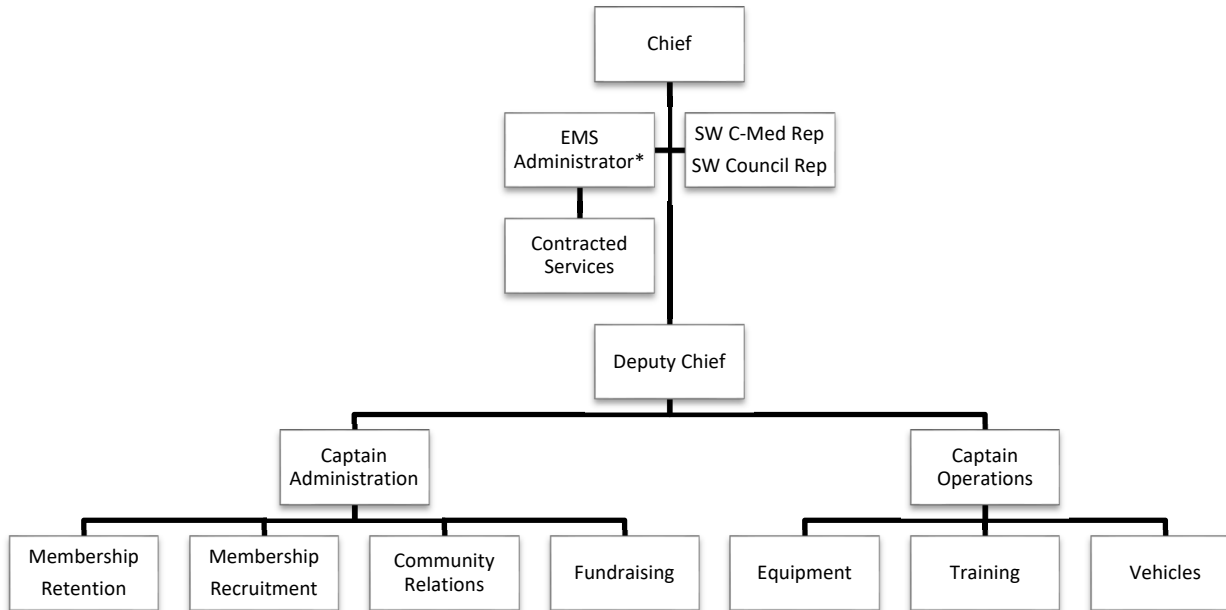 Chief
EMS
Administrator*
SW C-Med Rep
SW Council Rep
Contracted
Services
Deputy Chief
Captain
Administration
Captain
Operations
Membership
Retention
Membership
Recruitment
Community
Relations
Fundraising
Equipment
Training
Vehicles